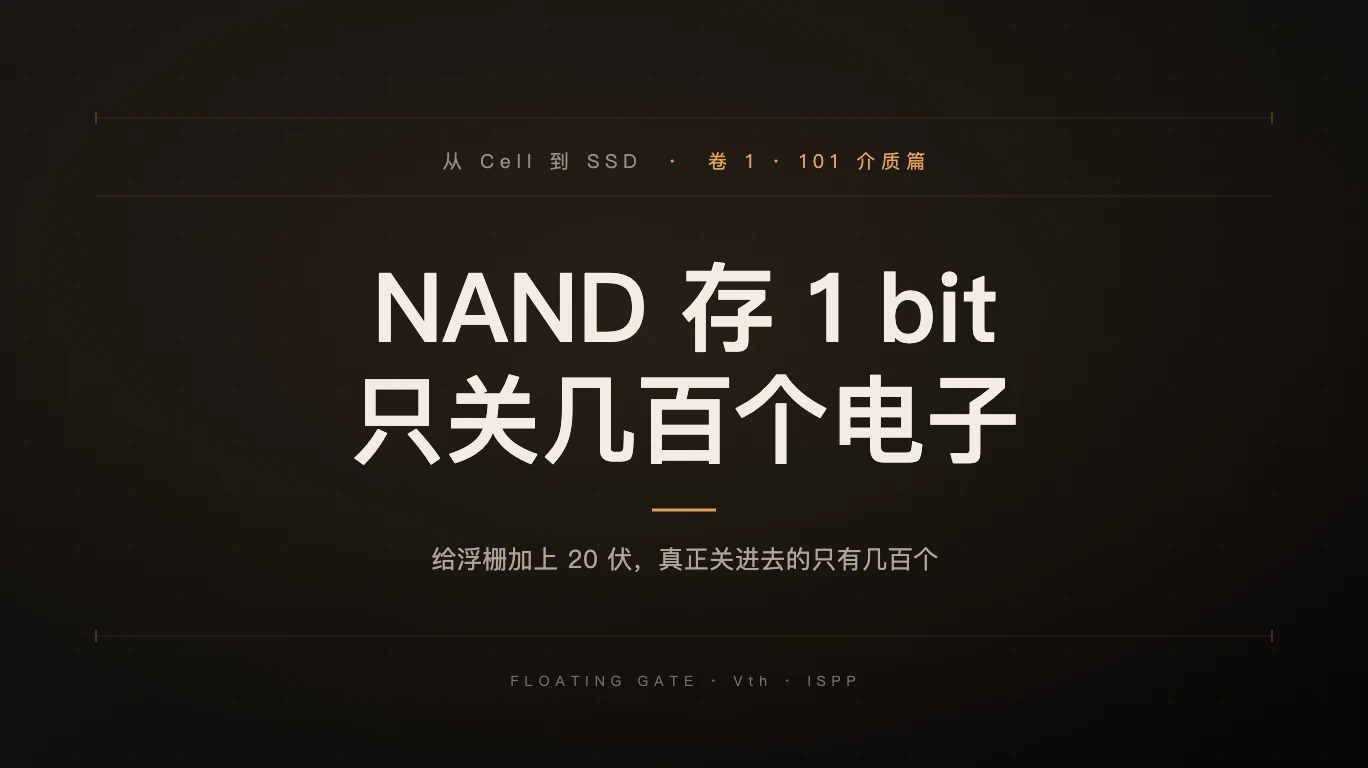 从 Cell 到 SSD · 卷 1 · 101 介质篇
NAND 存 1 bit
只关几百个电子
给浮栅加上 20 伏，真正关进去的只有几百个
FLOATING GATE · Vth · ISPP